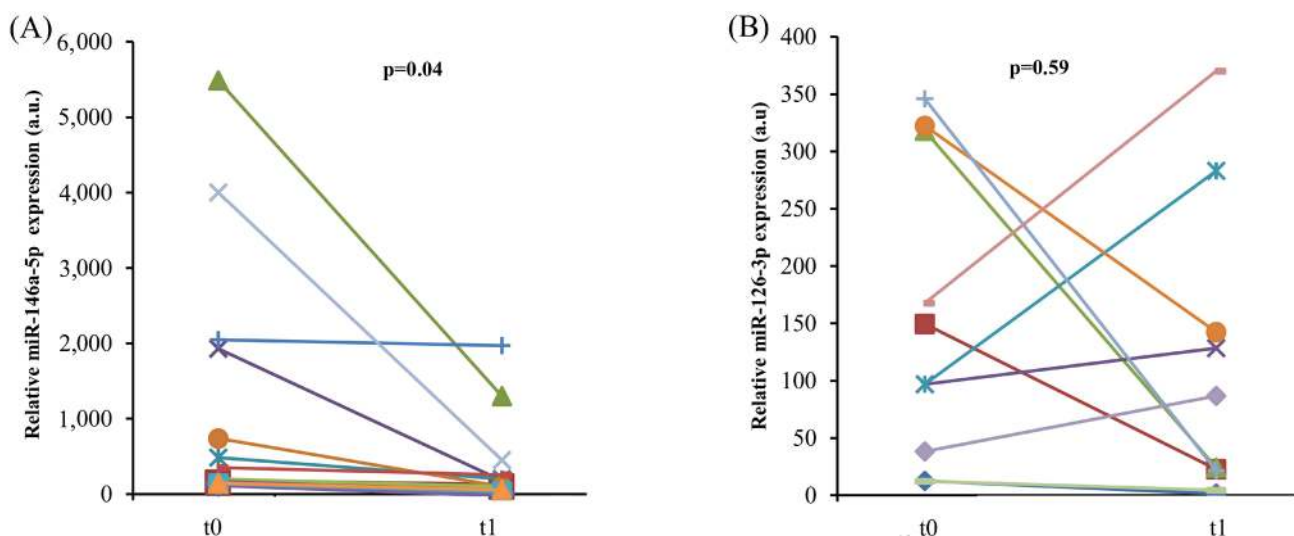 (A)
Relative miR-146a-5p expression (a.u.)
6,000
5,000
4,000
3,000
2,000
1,000
0
p=0.04
t0 t1
(B)
Relative miR-126-3p expression (a.u)
400
350
300
250
200
150
100
50
0
p=0.59
t0 t1